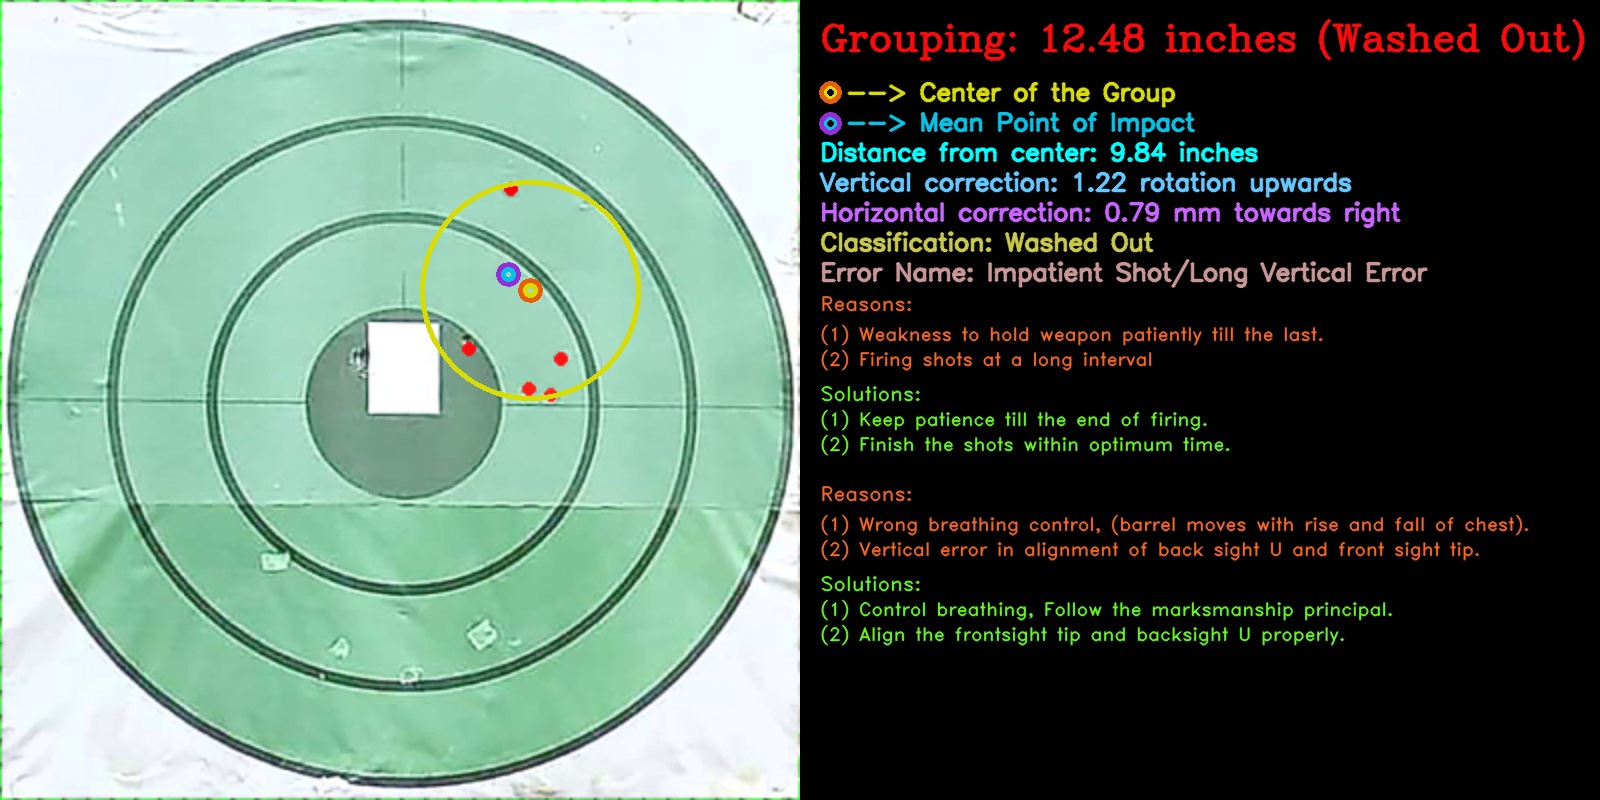 Grouping: 12.48 inches (Washed Out)
--> Center of the Group
--> Mean Point of Impact
Distance from center: 9.84 inches
Vertical correction: 1.22 rotation upwards
Horizontal correction: 0.79 mm towards right
Classification: Washed Out
Error Name: Impatient Shot/Long Vertical Error
Reasons:
(1) Weakness to hold weapon patiently till the last.
(2) Firing shots at a long interval
Solutions:
(1) Keep patience till the end of firing.
(2) Finish the shots within optimum time.
Reasons:
(1) Wrong breathing control, (barrel moves with rise and fall of chest).
(2) Vertical error in alignment of back sight U and front sight tip.
Solutions:
(1) Control breathing, Follow the marksmanship principal.
(2) Align the frontsight tip and backsight U properly.